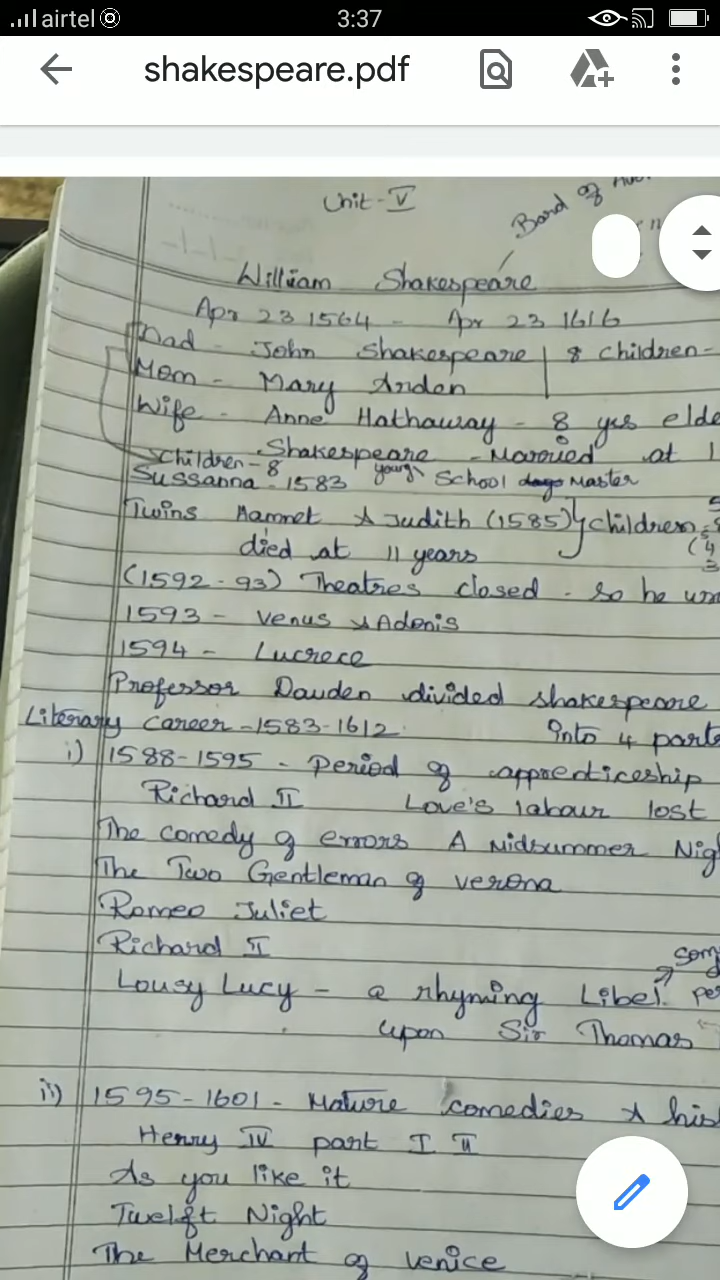 airtel 3:37
shakespeare.pdf
Unit - V
Bard of
William Shakespeare
Apr 23 1564 - Apr 23 1616
Dad - John Shakespeare | 8 children -
Mom - Mary Arden
Wife - Anne Hathaway - 8 yrs elde
Shakespeare - Married at 1
Children - 8
Sussanna - 1583 young School days Master
Twins Hamnet & Judith (1585) } children
died at 11 years
(1592-93) Theatres closed - so he
1593 - Venus & Adonis
1594 - Lucrece
Professor Dauden divided shakespeare
Literary career - 1583-1612. into 4 parts
i) 1588-1595 - Period of apprenticeship
Richard II Love's labour lost
The comedy of errors A Midsummer Nig
The Two Gentleman of verona
Romeo Juliet
Richard II
Lousy Lucy - a rhyming Libel
upon Sir Thomas
ii) 1595-1601 - Mature comedies & his
Henry IV part I II
As you like it
Twelft Night
The Merchant of Venice